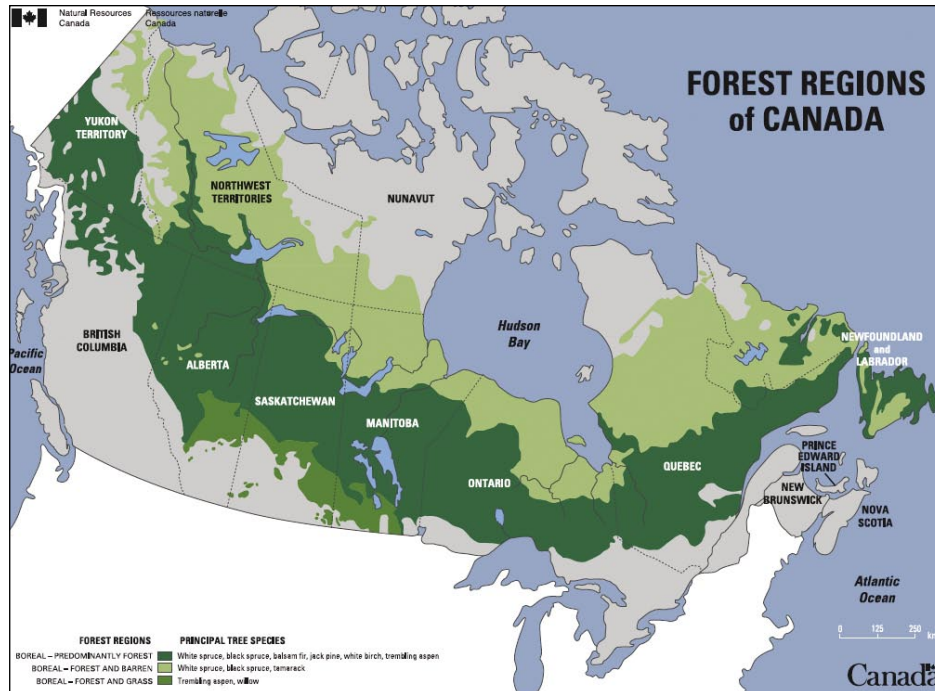 Natural Resources Ressources naturelle
Canada Canada
FOREST REGIONS
of CANADA
YUKON
TERRITORY
NORTHWEST
TERRITORIES
NUNAVUT
Hudson
Bay
BRITISH
COLUMBIA
Pacific
Ocean
ALBERTA
SASKATCHEWAN
MANITOBA
ONTARIO
QUEBEC
NEWFOUNDLAND
and
LABRADOR
PRINCE
EDWARD
ISLAND
NEW
BRUNSWICK
NOVA
SCOTIA
Atlantic
Ocean
0 125 250
km
FOREST REGIONS PRINCIPAL TREE SPECIES
BOREAL – PREDOMINANTLY FOREST White spruce, black spruce, balsam fir, jack pine, white birch, trembling aspen
BOREAL – FOREST AND BARREN White spruce, black spruce, tamarack
BOREAL – FOREST AND GRASS Trembling aspen, willow
Canada